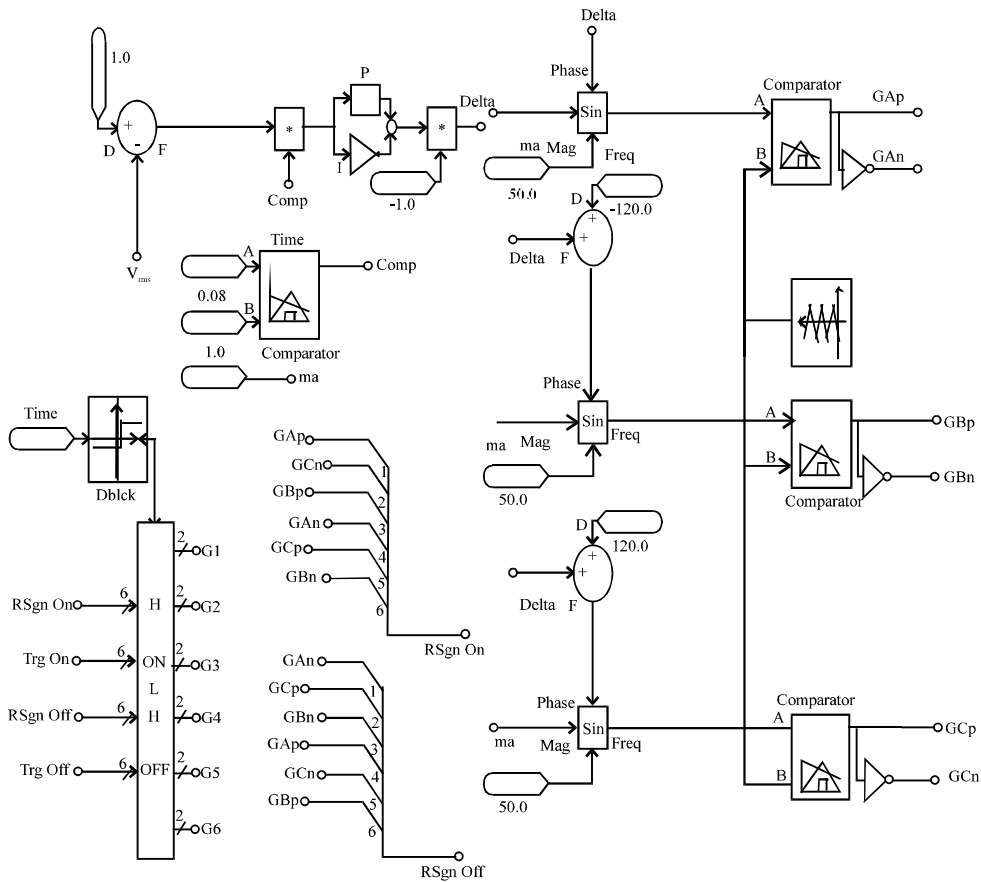 1.0
+
D
-
F
V rms
*
Comp
P
I
*
-1.0
Delta
Delta
Phase
Sin
ma Mag
Freq
50.0
Comparator
A
B
GAp
GAn
D
-120.0
+
+
Delta F
Time
A
0.08
B
1.0
Comp
Comparator
ma
Time
Dblck
Phase
Sin
ma Mag
Freq
50.0
A
B
Comparator
GBp
GBn
D
120.0
+
+
Delta F
Phase
Sin
ma
Mag
Freq
50.0
Comparator
A
B
GCp
GCn
GAp
1
GCn
2
GBp
3
GAn
4
GCp
5
GBn
6
RSgn On
GAn
1
GCp
2
GBn
3
GAp
4
GCn
5
GBp
6
RSgn Off
RSgn On
6
H
Trg On
6
ON
L
RSgn Off
6
H
Trg Off
6
OFF
2
G1
2
G2
2
G3
2
G4
2
G5
2
G6